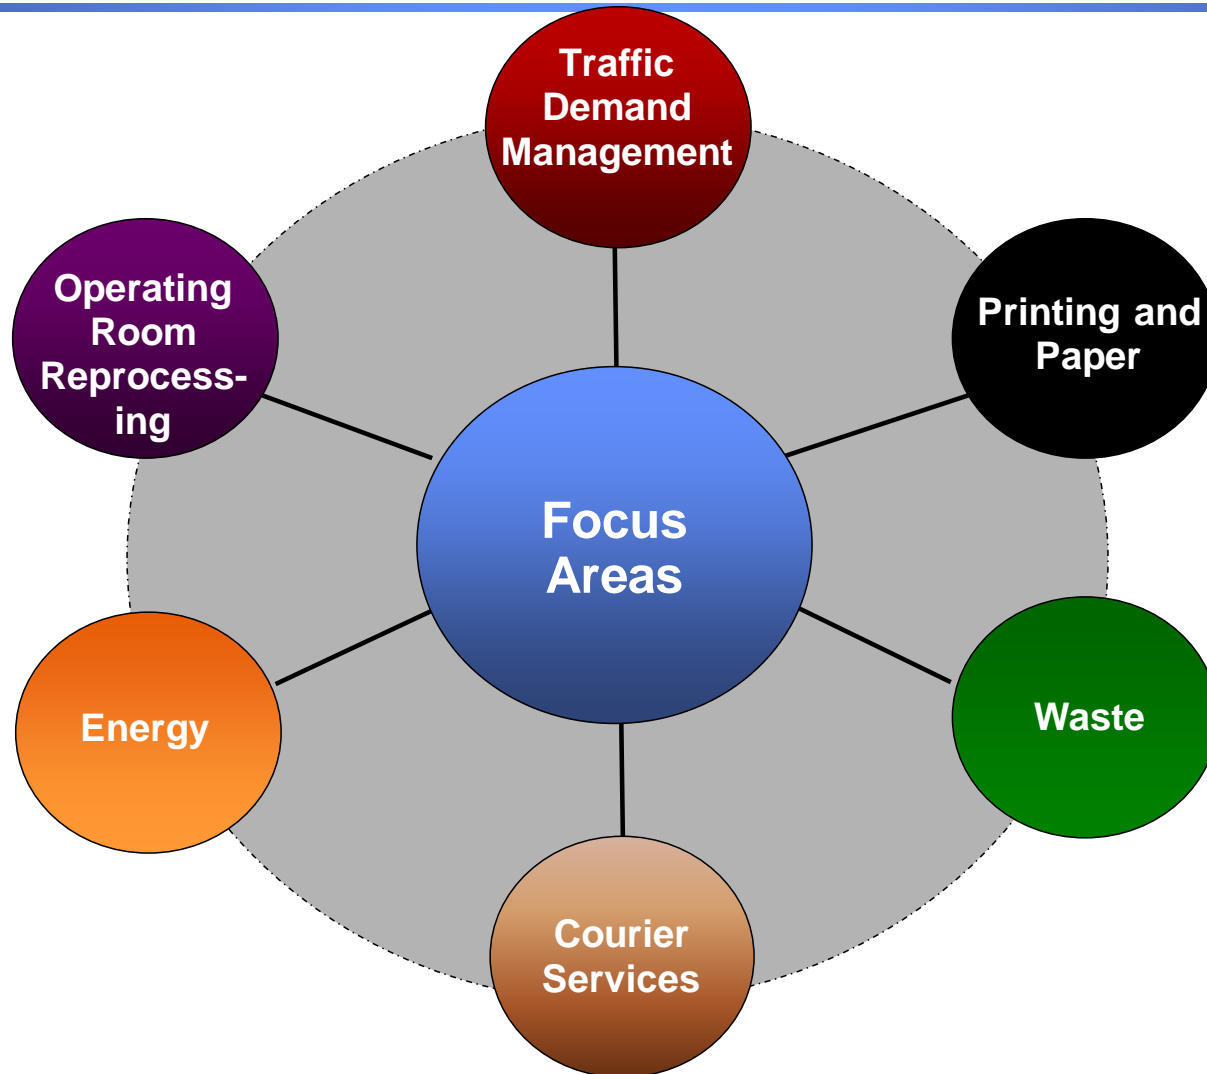 Traffic
Demand
Management
Operating
Room
Reprocess-
ing
Printing and
Paper
Focus
Areas
Energy
Waste
Courier
Services